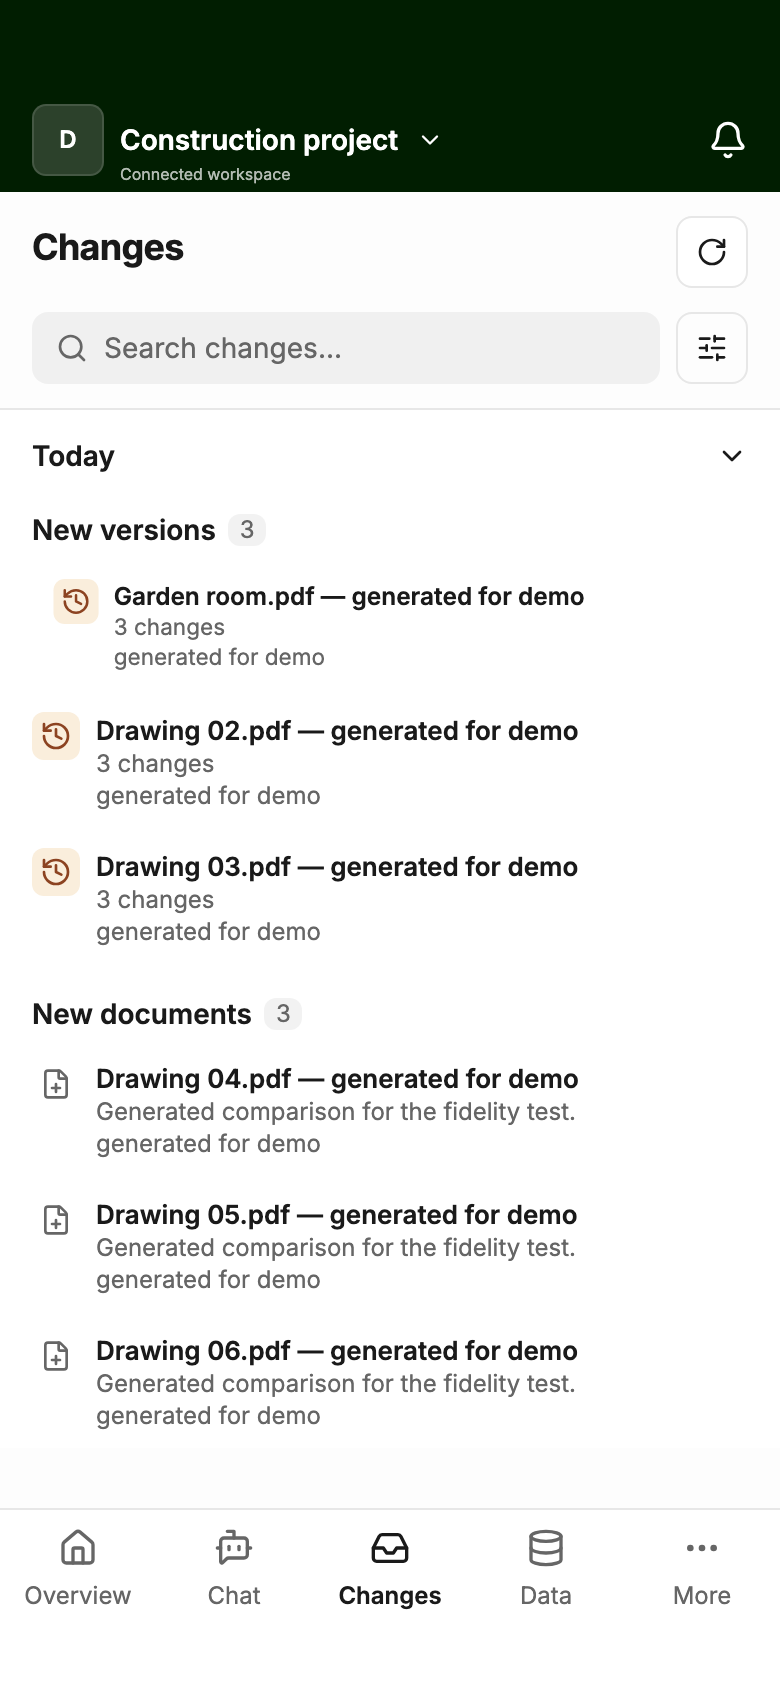 D
Construction project
Connected workspace
Changes
Search changes...
Today
New versions 3
Garden room.pdf — generated for demo
3 changes
generated for demo
Drawing 02.pdf — generated for demo
3 changes
generated for demo
Drawing 03.pdf — generated for demo
3 changes
generated for demo
New documents 3
Drawing 04.pdf — generated for demo
Generated comparison for the fidelity test.
generated for demo
Drawing 05.pdf — generated for demo
Generated comparison for the fidelity test.
generated for demo
Drawing 06.pdf — generated for demo
Generated comparison for the fidelity test.
generated for demo
Overview Chat Changes Data More